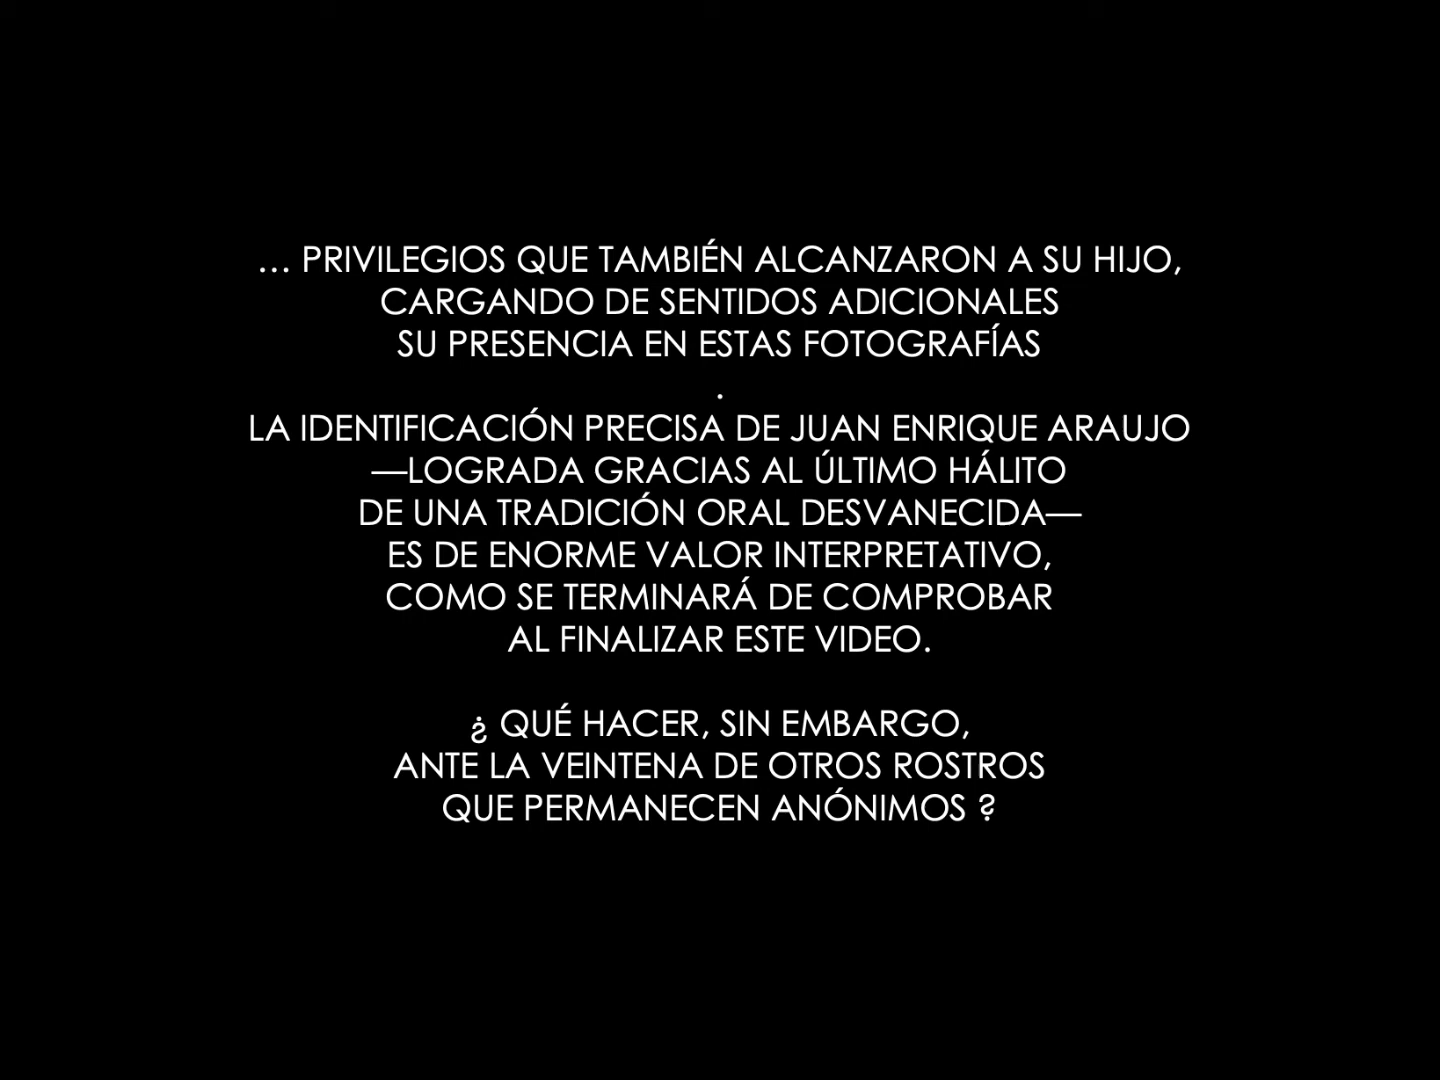 … PRIVILEGIOS QUE TAMBIÉN ALCANZARON A SU HIJO,
CARGANDO DE SENTIDOS ADICIONALES
SU PRESENCIA EN ESTAS FOTOGRAFÍAS
.
LA IDENTIFICACIÓN PRECISA DE JUAN ENRIQUE ARAUJO
—LOGRADA GRACIAS AL ÚLTIMO HÁLITO
DE UNA TRADICIÓN ORAL DESVANECIDA—
ES DE ENORME VALOR INTERPRETATIVO,
COMO SE TERMINARÁ DE COMPROBAR
AL FINALIZAR ESTE VIDEO.
¿ QUÉ HACER, SIN EMBARGO,
ANTE LA VEINTENA DE OTROS ROSTROS
QUE PERMANECEN ANÓNIMOS ?